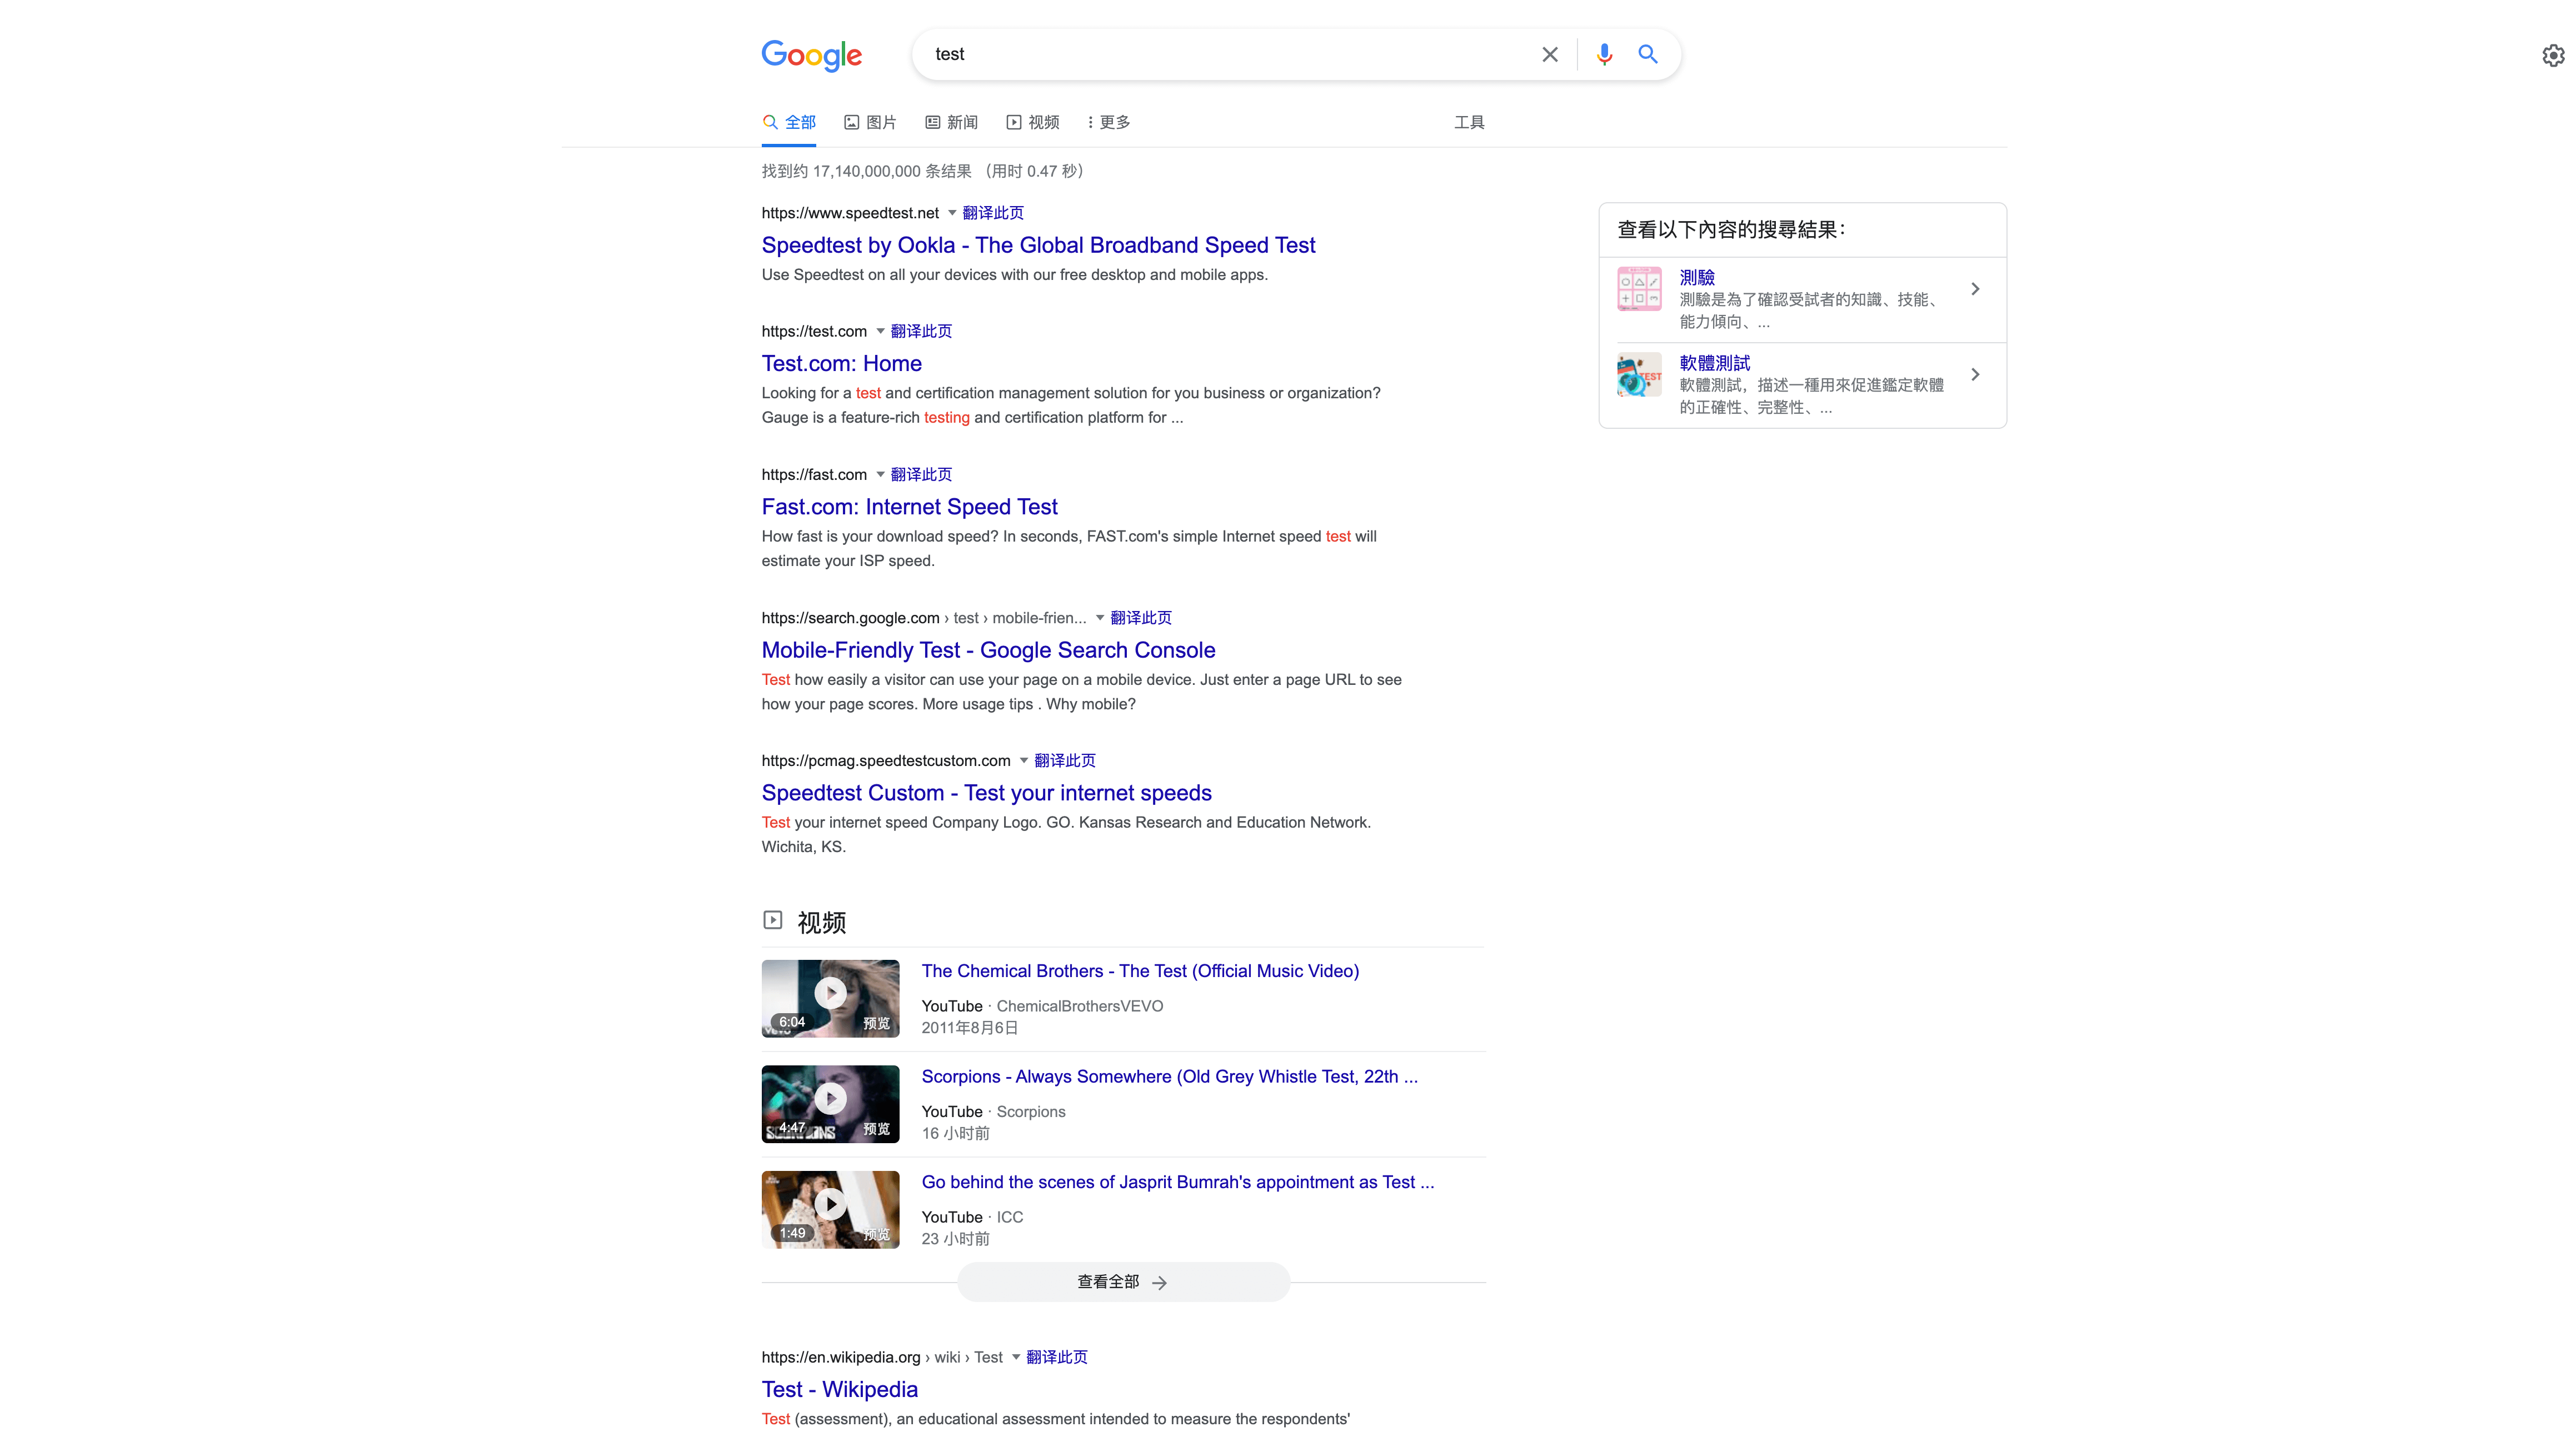 Google
test
全部
图片
新闻
视频
更多
工具
找到约 17,140,000,000 条结果 （用时 0.47 秒）
https://www.speedtest.net 翻译此页
Speedtest by Ookla - The Global Broadband Speed Test
Use Speedtest on all your devices with our free desktop and mobile apps.
https://test.com 翻译此页
Test.com: Home
Looking for a test and certification management solution for you business or organization?
Gauge is a feature-rich testing and certification platform for ...
https://fast.com 翻译此页
Fast.com: Internet Speed Test
How fast is your download speed? In seconds, FAST.com's simple Internet speed test will
estimate your ISP speed.
https://search.google.com › test › mobile-frien... 翻译此页
Mobile-Friendly Test - Google Search Console
Test how easily a visitor can use your page on a mobile device. Just enter a page URL to see
how your page scores. More usage tips . Why mobile?
https://pcmag.speedtestcustom.com 翻译此页
Speedtest Custom - Test your internet speeds
Test your internet speed Company Logo. GO. Kansas Research and Education Network.
Wichita, KS.
视频
The Chemical Brothers - The Test (Official Music Video)
YouTube · ChemicalBrothersVEVO
2011年8月6日
6:04
预览
Scorpions - Always Somewhere (Old Grey Whistle Test, 22th ...
YouTube · Scorpions
16 小时前
4:47
预览
SCORPIONS
Go behind the scenes of Jasprit Bumrah's appointment as Test ...
YouTube · ICC
23 小时前
1:49
预览
查看全部
https://en.wikipedia.org › wiki › Test 翻译此页
Test - Wikipedia
Test (assessment), an educational assessment intended to measure the respondents'
查看以下內容的搜尋結果：
測驗
測驗是為了確認受試者的知識、技能、
能力傾向、...
TEST
軟體測試
軟體測試，描述一種用來促進鑑定軟體
的正確性、完整性、...